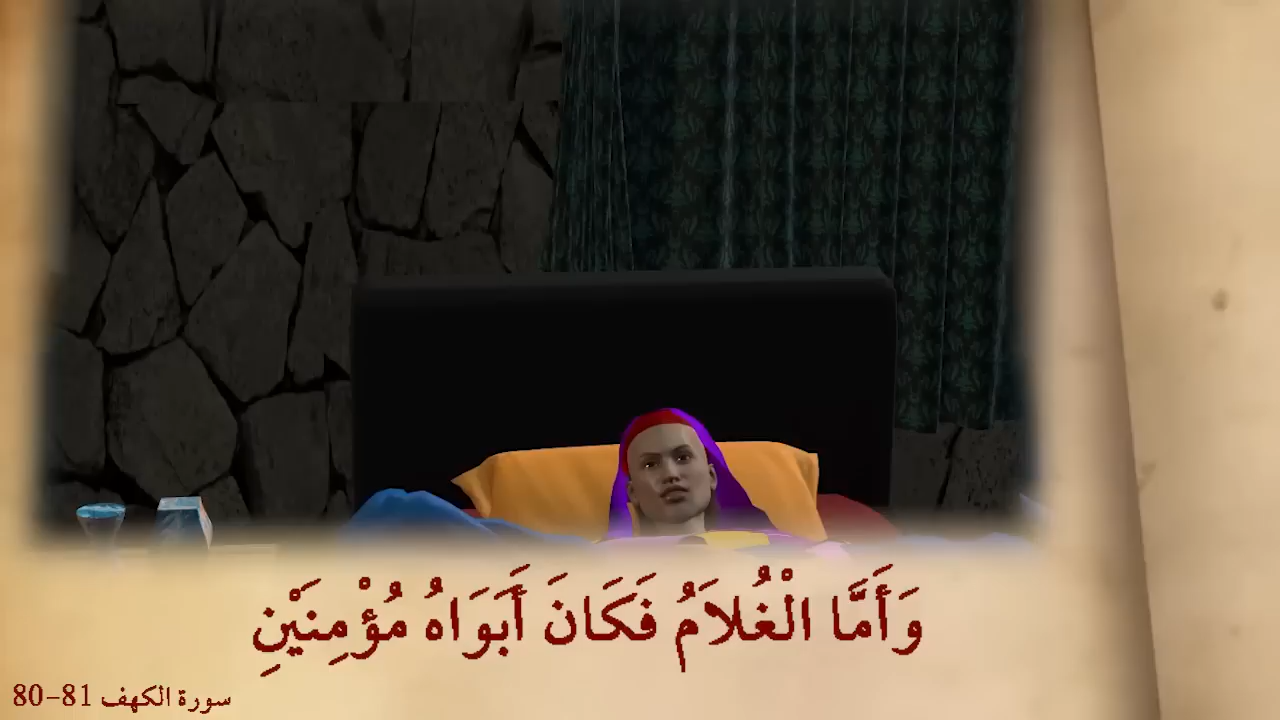 وَأَمَّا الْغُلَامُ فَكَانَ أَبَوَاهُ مُؤْمِنَيْنِ
سورة الكهف 81-80